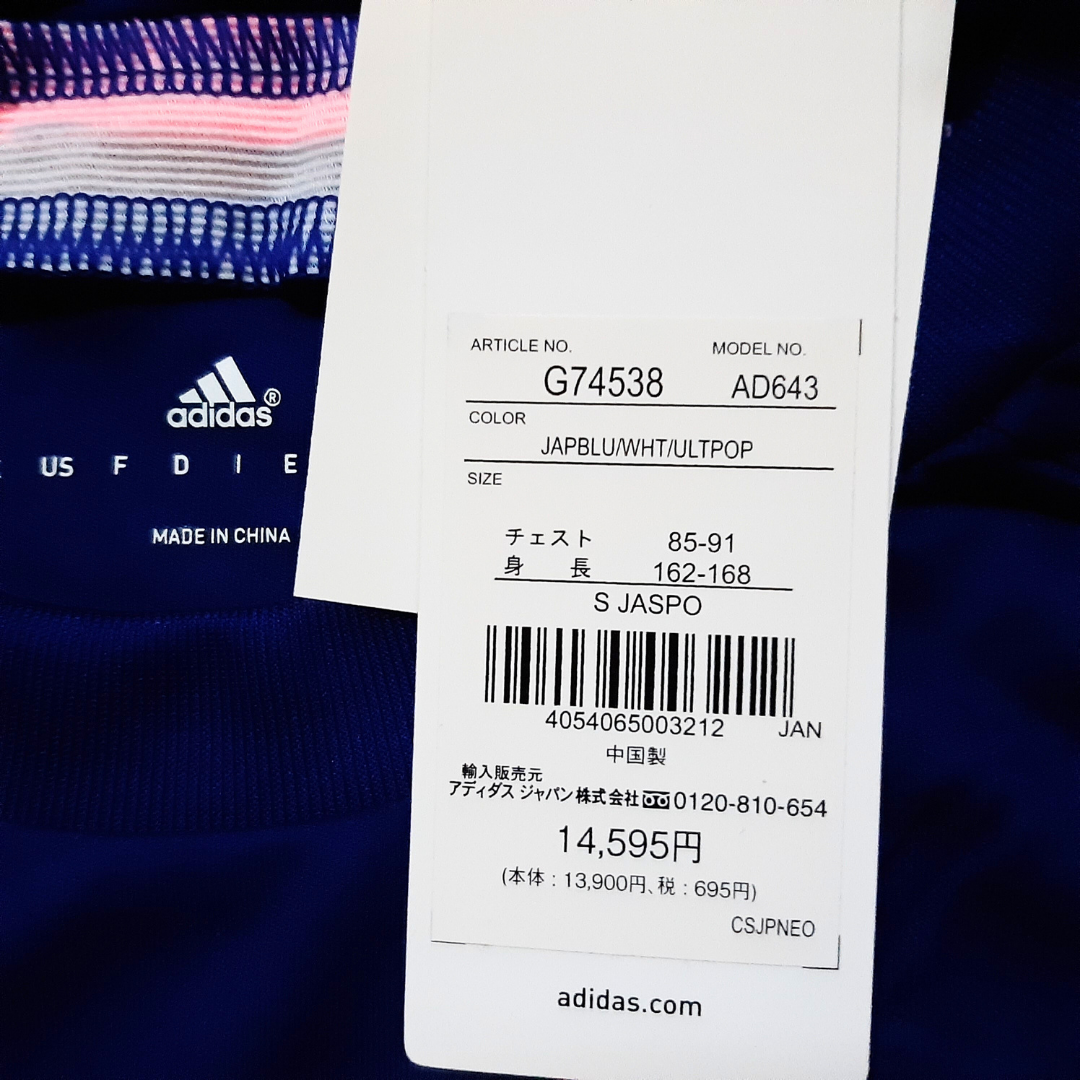 adidas®
US F D I E
MADE IN CHINA
ARTICLE NO. MODEL NO.
G74538 AD643
COLOR
JAPBLU/WHT/ULTPOP
SIZE
チェスト 85-91
身 長 162-168
S JASPO
4054065003212 JAN
中国製
輸入販売元
アディダス ジャパン株式会社 0120-810-654
14,595円
(本体 : 13,900円、税 : 695円)
CSJPNEO
adidas.com